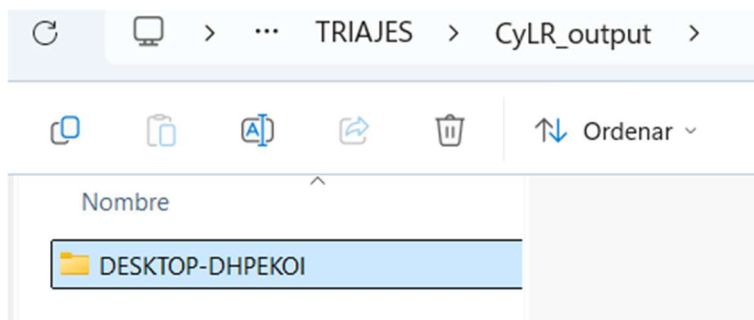 TRIAJES > CyLR_output >
Ordenar
Nombre
DESKTOP-DHPEKOI